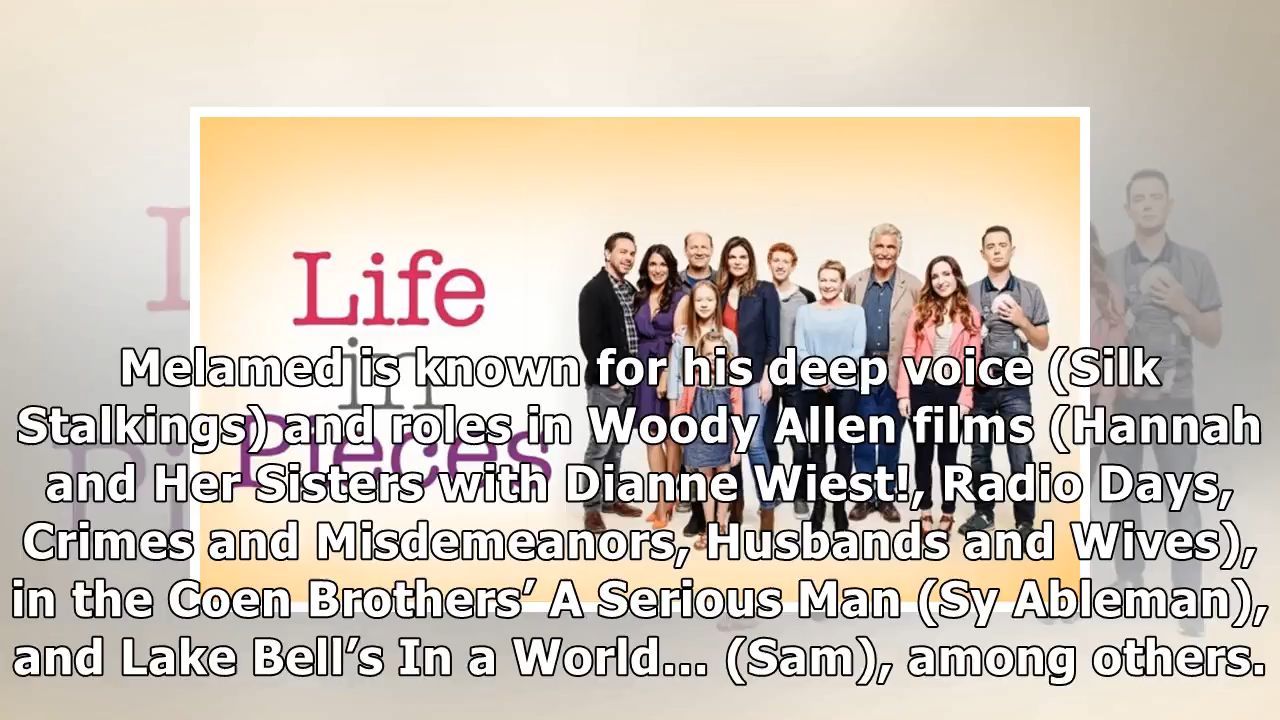 Life
in
Pieces
Melamed is known for his deep voice (Silk
Stalkings) and roles in Woody Allen films (Hannah
and Her Sisters with Dianne Wiest!, Radio Days,
Crimes and Misdemeanors, Husbands and Wives),
in the Coen Brothers’ A Serious Man (Sy Ableman),
and Lake Bell’s In a World... (Sam), among others.